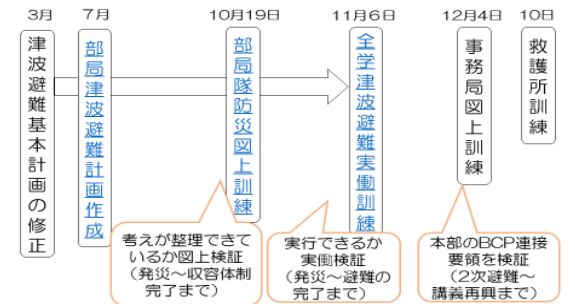 3月
7月
10月19日
11月6日
12月4日
10日
津波避難基本計画の修正
部局津波避難計画作成
部局隊防災図上訓練
全学津波避難実働訓練
事務局図上訓練
救護所訓練
考えが整理できて
いるか図上検証
（発災～収容体制
完了まで）
実行できるか
実働検証
（発災～避難の
完了まで）
本部のBCP連接
要領を検証
（2次避難～
講義再興まで）